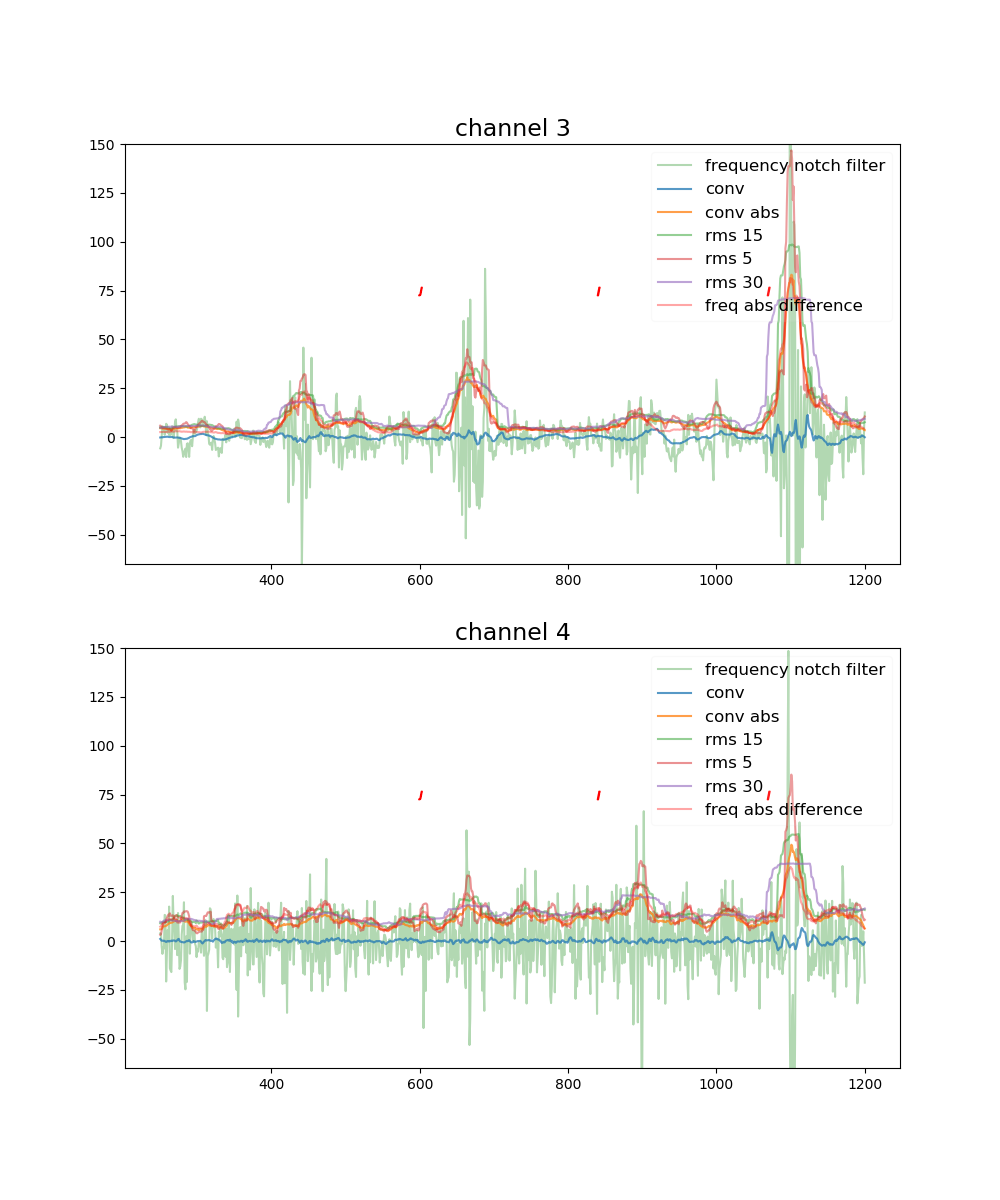 channel 3
150
125
100
75
50
25
0
−25
−50
frequency notch filter
conv
conv abs
rms 15
rms 5
rms 30
freq abs difference
400 600 800 1000 1200
channel 4
150
125
100
75
50
25
0
−25
−50
frequency notch filter
conv
conv abs
rms 15
rms 5
rms 30
freq abs difference
400 600 800 1000 1200